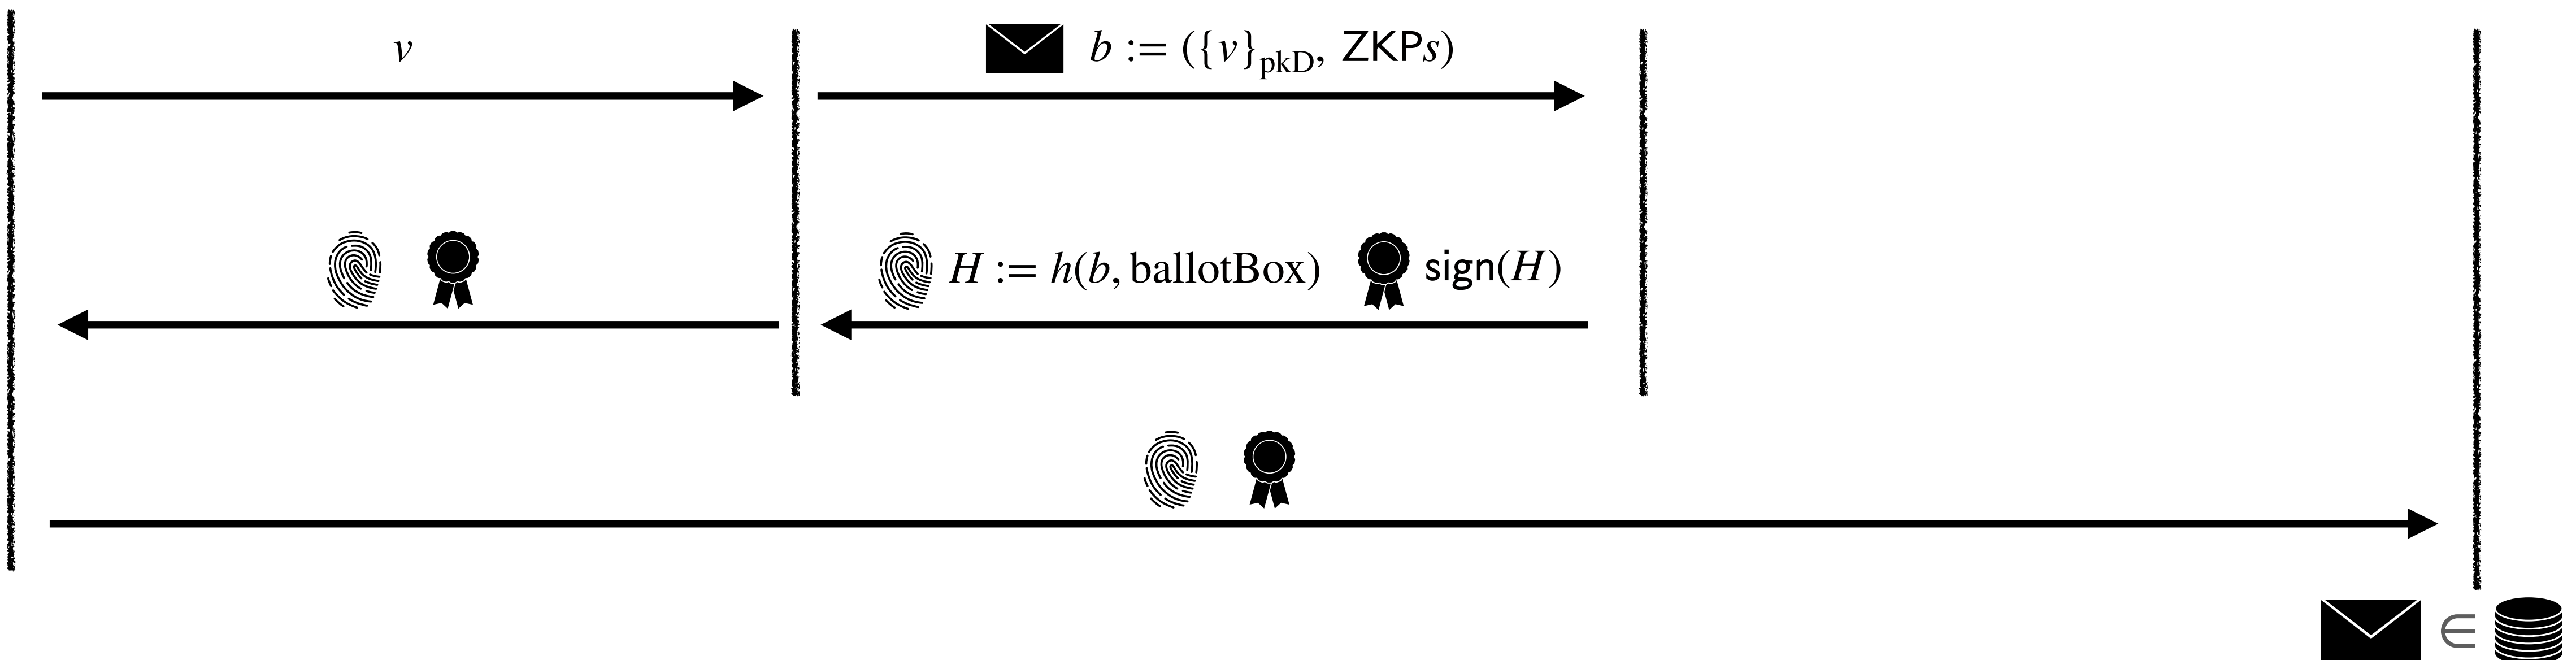 v
b := ({v}pkD, ZKPs)
H := h(b, ballotBox) sign(H)
∈